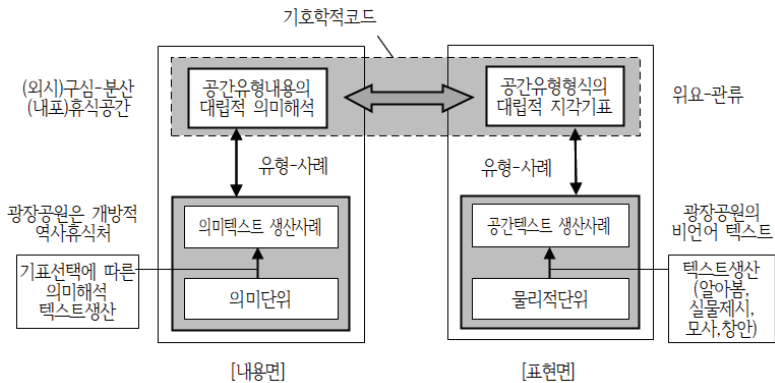 기호학적코드
(외시)구심-분산
(내포)휴식공간
공간유형내용의
대립적 의미해석
공간유형형식의
대립적 지각기표
위요-관류
유형-사례
유형-사례
광장공원은 개방적
역사휴식처
의미텍스트 생산사례
공간텍스트 생산사례
광장공원의
비언어 텍스트
기표선택에 따른
의미해석
텍스트생산
의미단위
물리적단위
텍스트생산
(알아봄,
실물제시,
모사,창안)
[내용면]
[표현면]